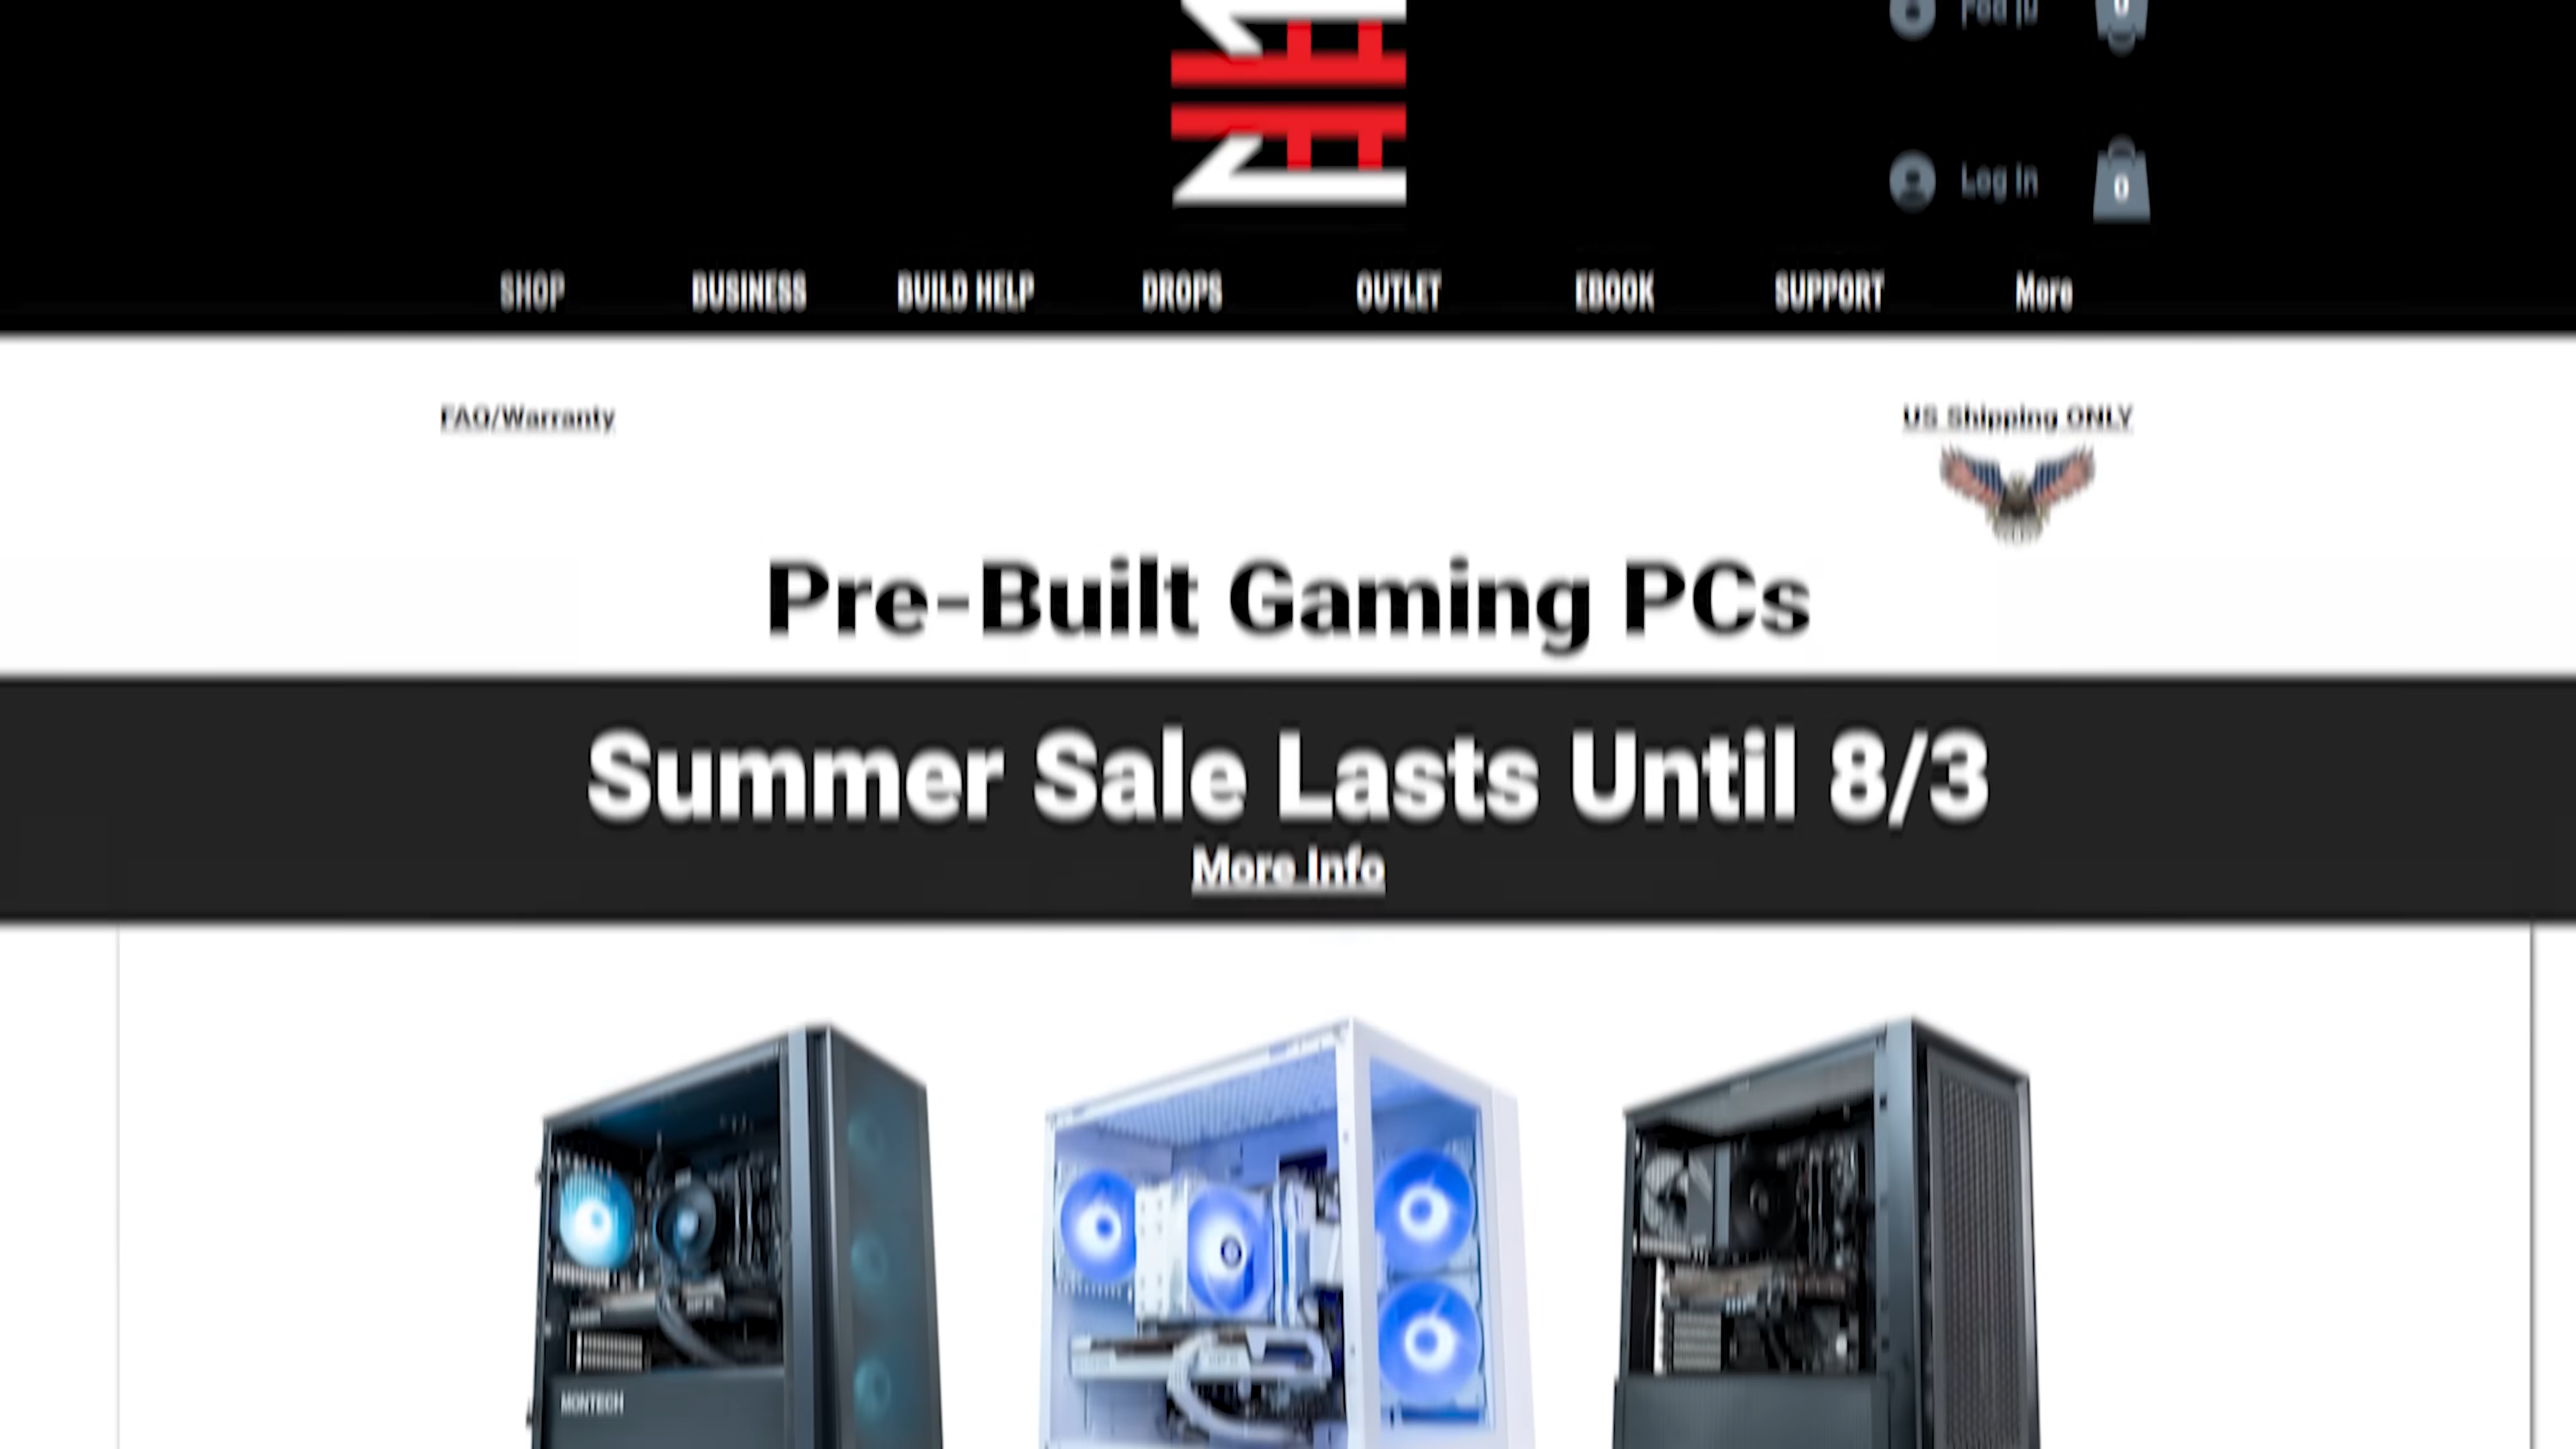 Log In
0
0
SHOP BUSINESS BUILD HELP DROPS OUTLET EBOOK SUPPORT More
FAQ/Warranty
US Shipping ONLY
Pre-Built Gaming PCs
Summer Sale Lasts Until 8/3
More Info
MONTECH